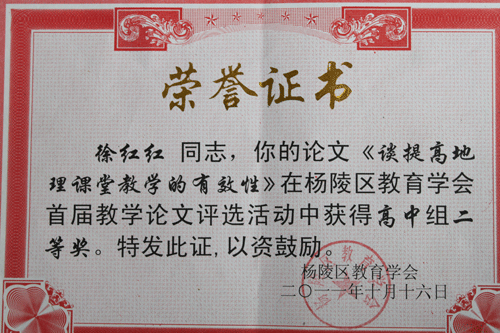 荣誉证书
徐红红 同志，你的论文《谈提高地
理课堂教学的有效性》在杨陵区教育学会
首届教学论文评选活动中获得高中组二
等奖。特发此证,以资鼓励。
杨陵区教育学会
二〇一一年十月十六日